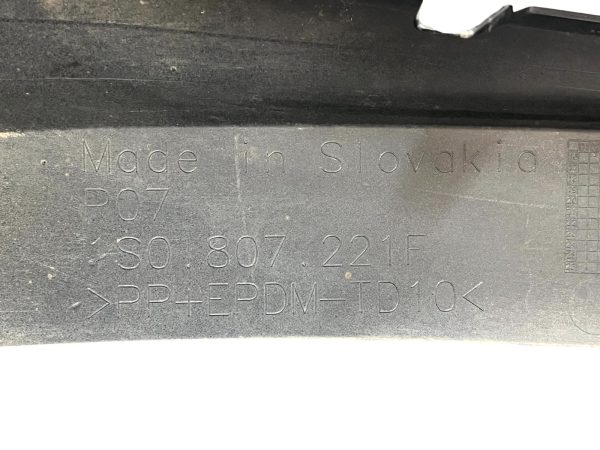 Made in Slovakia
P07
1S0.807.221F
>PP+EPDM-TD10<